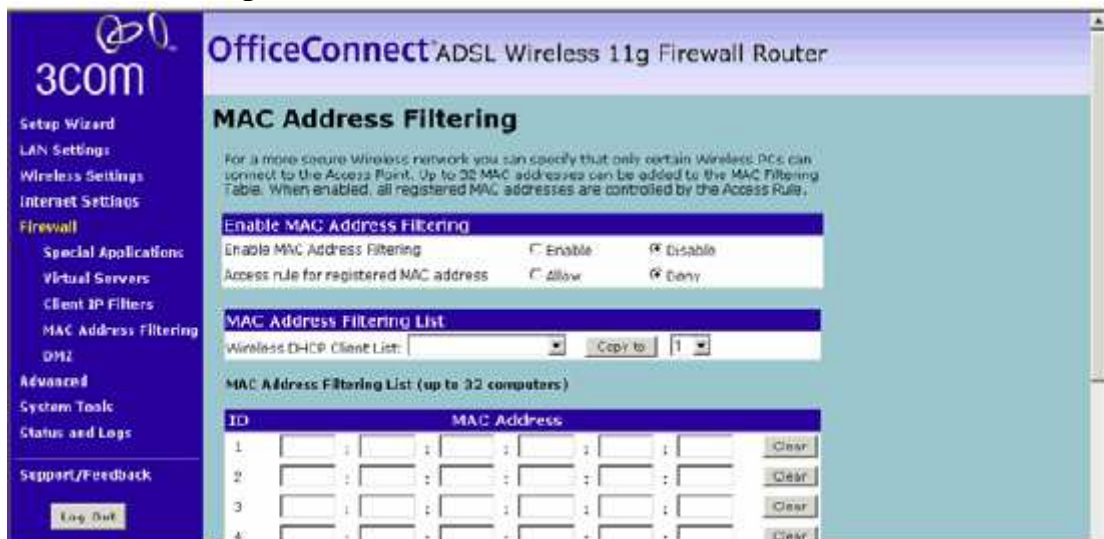 3COM
OfficeConnect ADSL Wireless 11g Firewall Router
Setup Wizard
LAN Settings
Wireless Settings
Internet Settings
Firewall
Special Applications
Virtual Servers
Client IP Filters
MAC Address Filtering
DMZ
Advanced
System Tools
Status and Logs
Support/Feedback
Log Out
MAC Address Filtering
For a more secure Wireless network you can specify that only certain Wireless PCs can
connect to the Access Point. Up to 32 MAC addresses can be added to the MAC Filtering
Table. When enabled, all registered MAC addresses are controlled by the Access Rule.
Enable MAC Address Filtering
Enable MAC Address Filtering Enable Disable
Access rule for registered MAC address Allow Deny
MAC Address Filtering List
Wireless DHCP Client List: Copy to 1
MAC Address Filtering List (up to 32 computers)
ID MAC Address
1 : : : : : Clear
2 : : : : : Clear
3 : : : : : Clear
4 : : : : : Clear